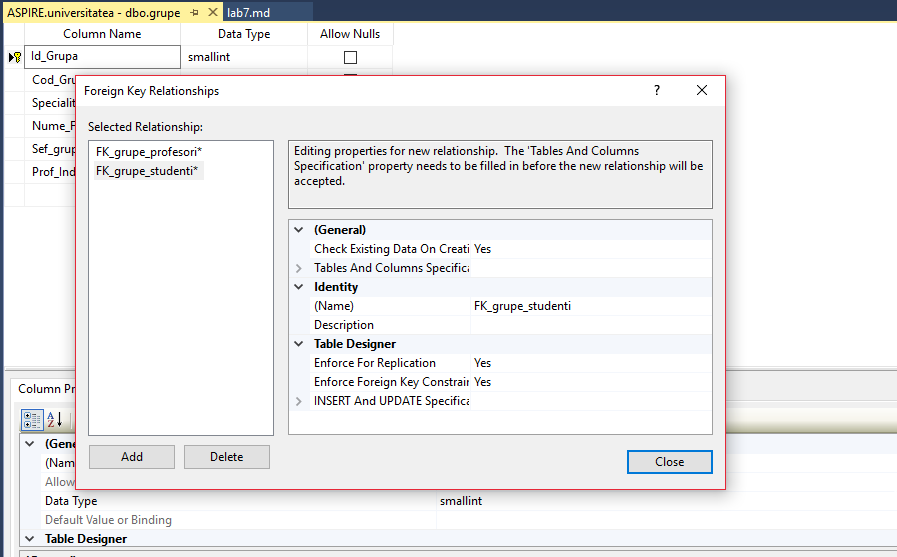 ASPIRE.universitatea - dbo.grupe
lab7.md
Column Name Data Type Allow Nulls
Id_Grupa smallint
Cod_Gru
Specialit
Nume_F
Sef_grup
Prof_Ind
Foreign Key Relationships
?
Selected Relationship:
FK_grupe_profesori*
FK_grupe_studenti*
Editing properties for new relationship. The 'Tables And Columns
Specification' property needs to be filled in before the new relationship will be
accepted.
(General)
Check Existing Data On Creati Yes
Tables And Columns Specifica
Identity
(Name) FK_grupe_studenti
Description
Table Designer
Enforce For Replication Yes
Enforce Foreign Key Constrain Yes
INSERT And UPDATE Specifica
Add
Delete
Close
Column Pr
(Gene
(Nam
Allow
Data Type smallint
Default Value or Binding
Table Designer